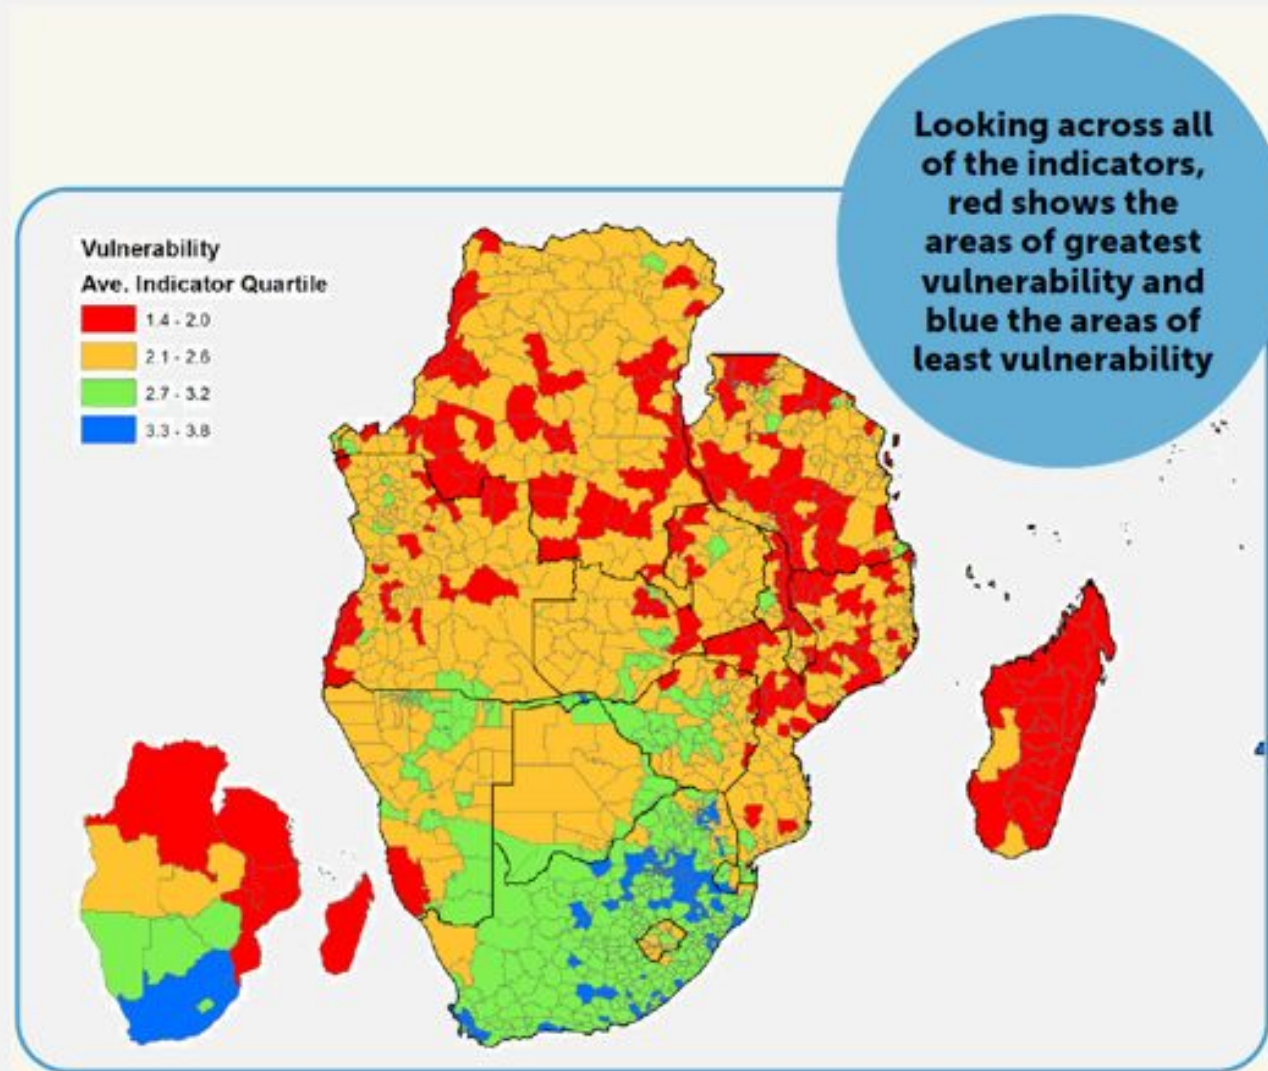 Looking across all
of the indicators,
red shows the
areas of greatest
vulnerability and
blue the areas of
least vulnerability
Vulnerability
Ave. Indicator Quartile
1.4 - 2.0
2.1 - 2.6
2.7 - 3.2
3.3 - 3.8